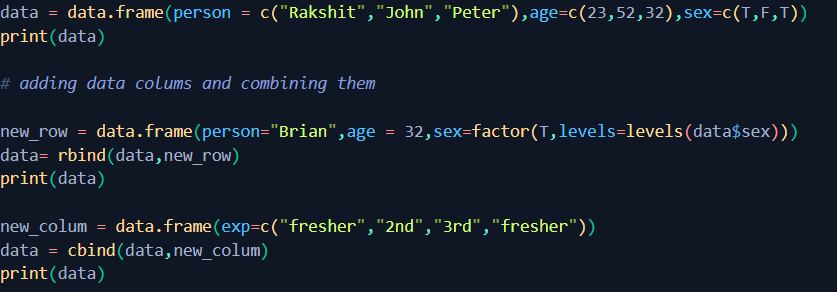 data = data.frame(person = c("Rakshit","John","Peter"),age=c(23,52,32),sex=c(T,F,T))
print(data)
# adding data colums and combining them
new_row = data.frame(person="Brian",age = 32,sex=factor(T,levels=levels(data$sex)))
data= rbind(data,new_row)
print(data)
new_colum = data.frame(exp=c("fresher","2nd","3rd","fresher"))
data = cbind(data,new_colum)
print(data)